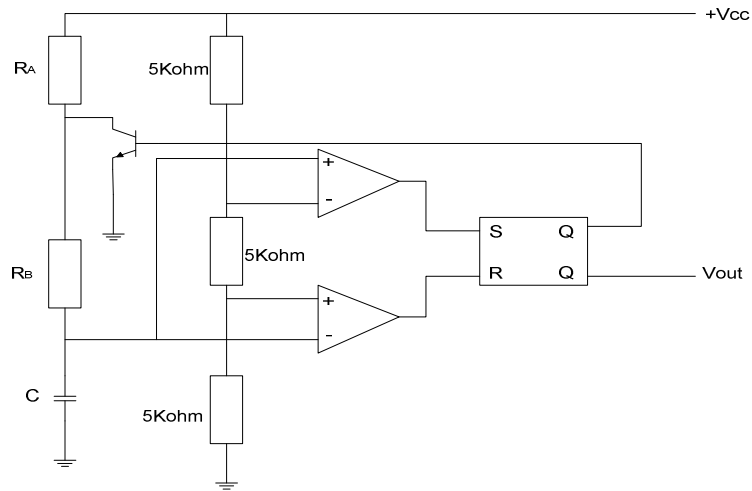 +Vcc
RA
5Kohm
+
-
S Q
RB
5Kohm
R Q
Vout
+
-
C
5Kohm